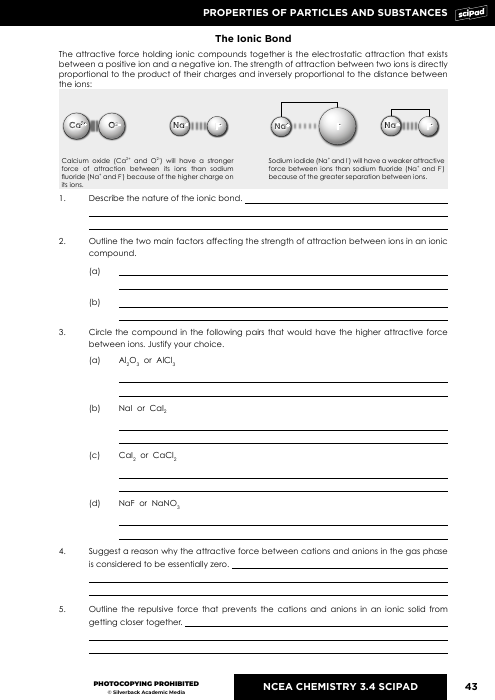 PROPERTIES OF PARTICLES AND SUBSTANCES
scipad
The Ionic Bond
The attractive force holding ionic compounds together is the electrostatic attraction that exists
between a positive ion and a negative ion. The strength of attraction between two ions is directly
proportional to the product of their charges and inversely proportional to the distance between
the ions:
Ca²⁺ O²⁻ Na⁺ F⁻ Na⁺ I⁻ Na⁺ F⁻
Calcium oxide (Ca²⁺ and O²⁻) will have a stronger
force of attraction between its ions than sodium
fluoride (Na⁺ and F⁻) because of the higher charge on
its ions.
Sodium iodide (Na⁺ and I⁻) will have a weaker attractive
force between ions than sodium fluoride (Na⁺ and F⁻)
because of the greater separation between ions.
1. Describe the nature of the ionic bond.
2. Outline the two main factors affecting the strength of attraction between ions in an ionic
compound.
(a)
(b)
3. Circle the compound in the following pairs that would have the higher attractive force
between ions. Justify your choice.
(a) Al₂O₃ or AlCl₃
(b) NaI or CaI₂
(c) CaI₂ or CaCl₂
(d) NaF or NaNO₃
4. Suggest a reason why the attractive force between cations and anions in the gas phase
is considered to be essentially zero.
5. Outline the repulsive force that prevents the cations and anions in an ionic solid from
getting closer together.
PHOTOCOPYING PROHIBITED
© Silverback Academic Media
NCEA CHEMISTRY 3.4 SCIPAD
43